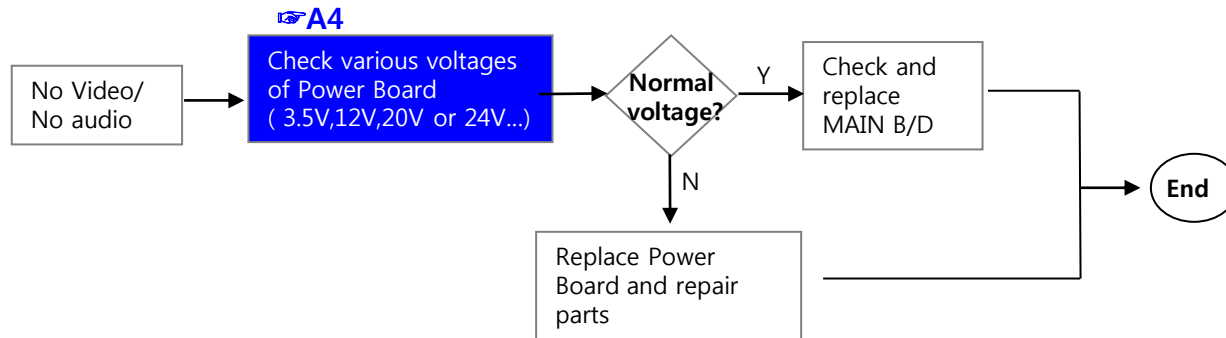 ☞A4
No Video/
No audio
Check various voltages
of Power Board
( 3.5V,12V,20V or 24V...)
Normal
voltage?
Y
Check and
replace
MAIN B/D
N
Replace Power
Board and repair
parts
End